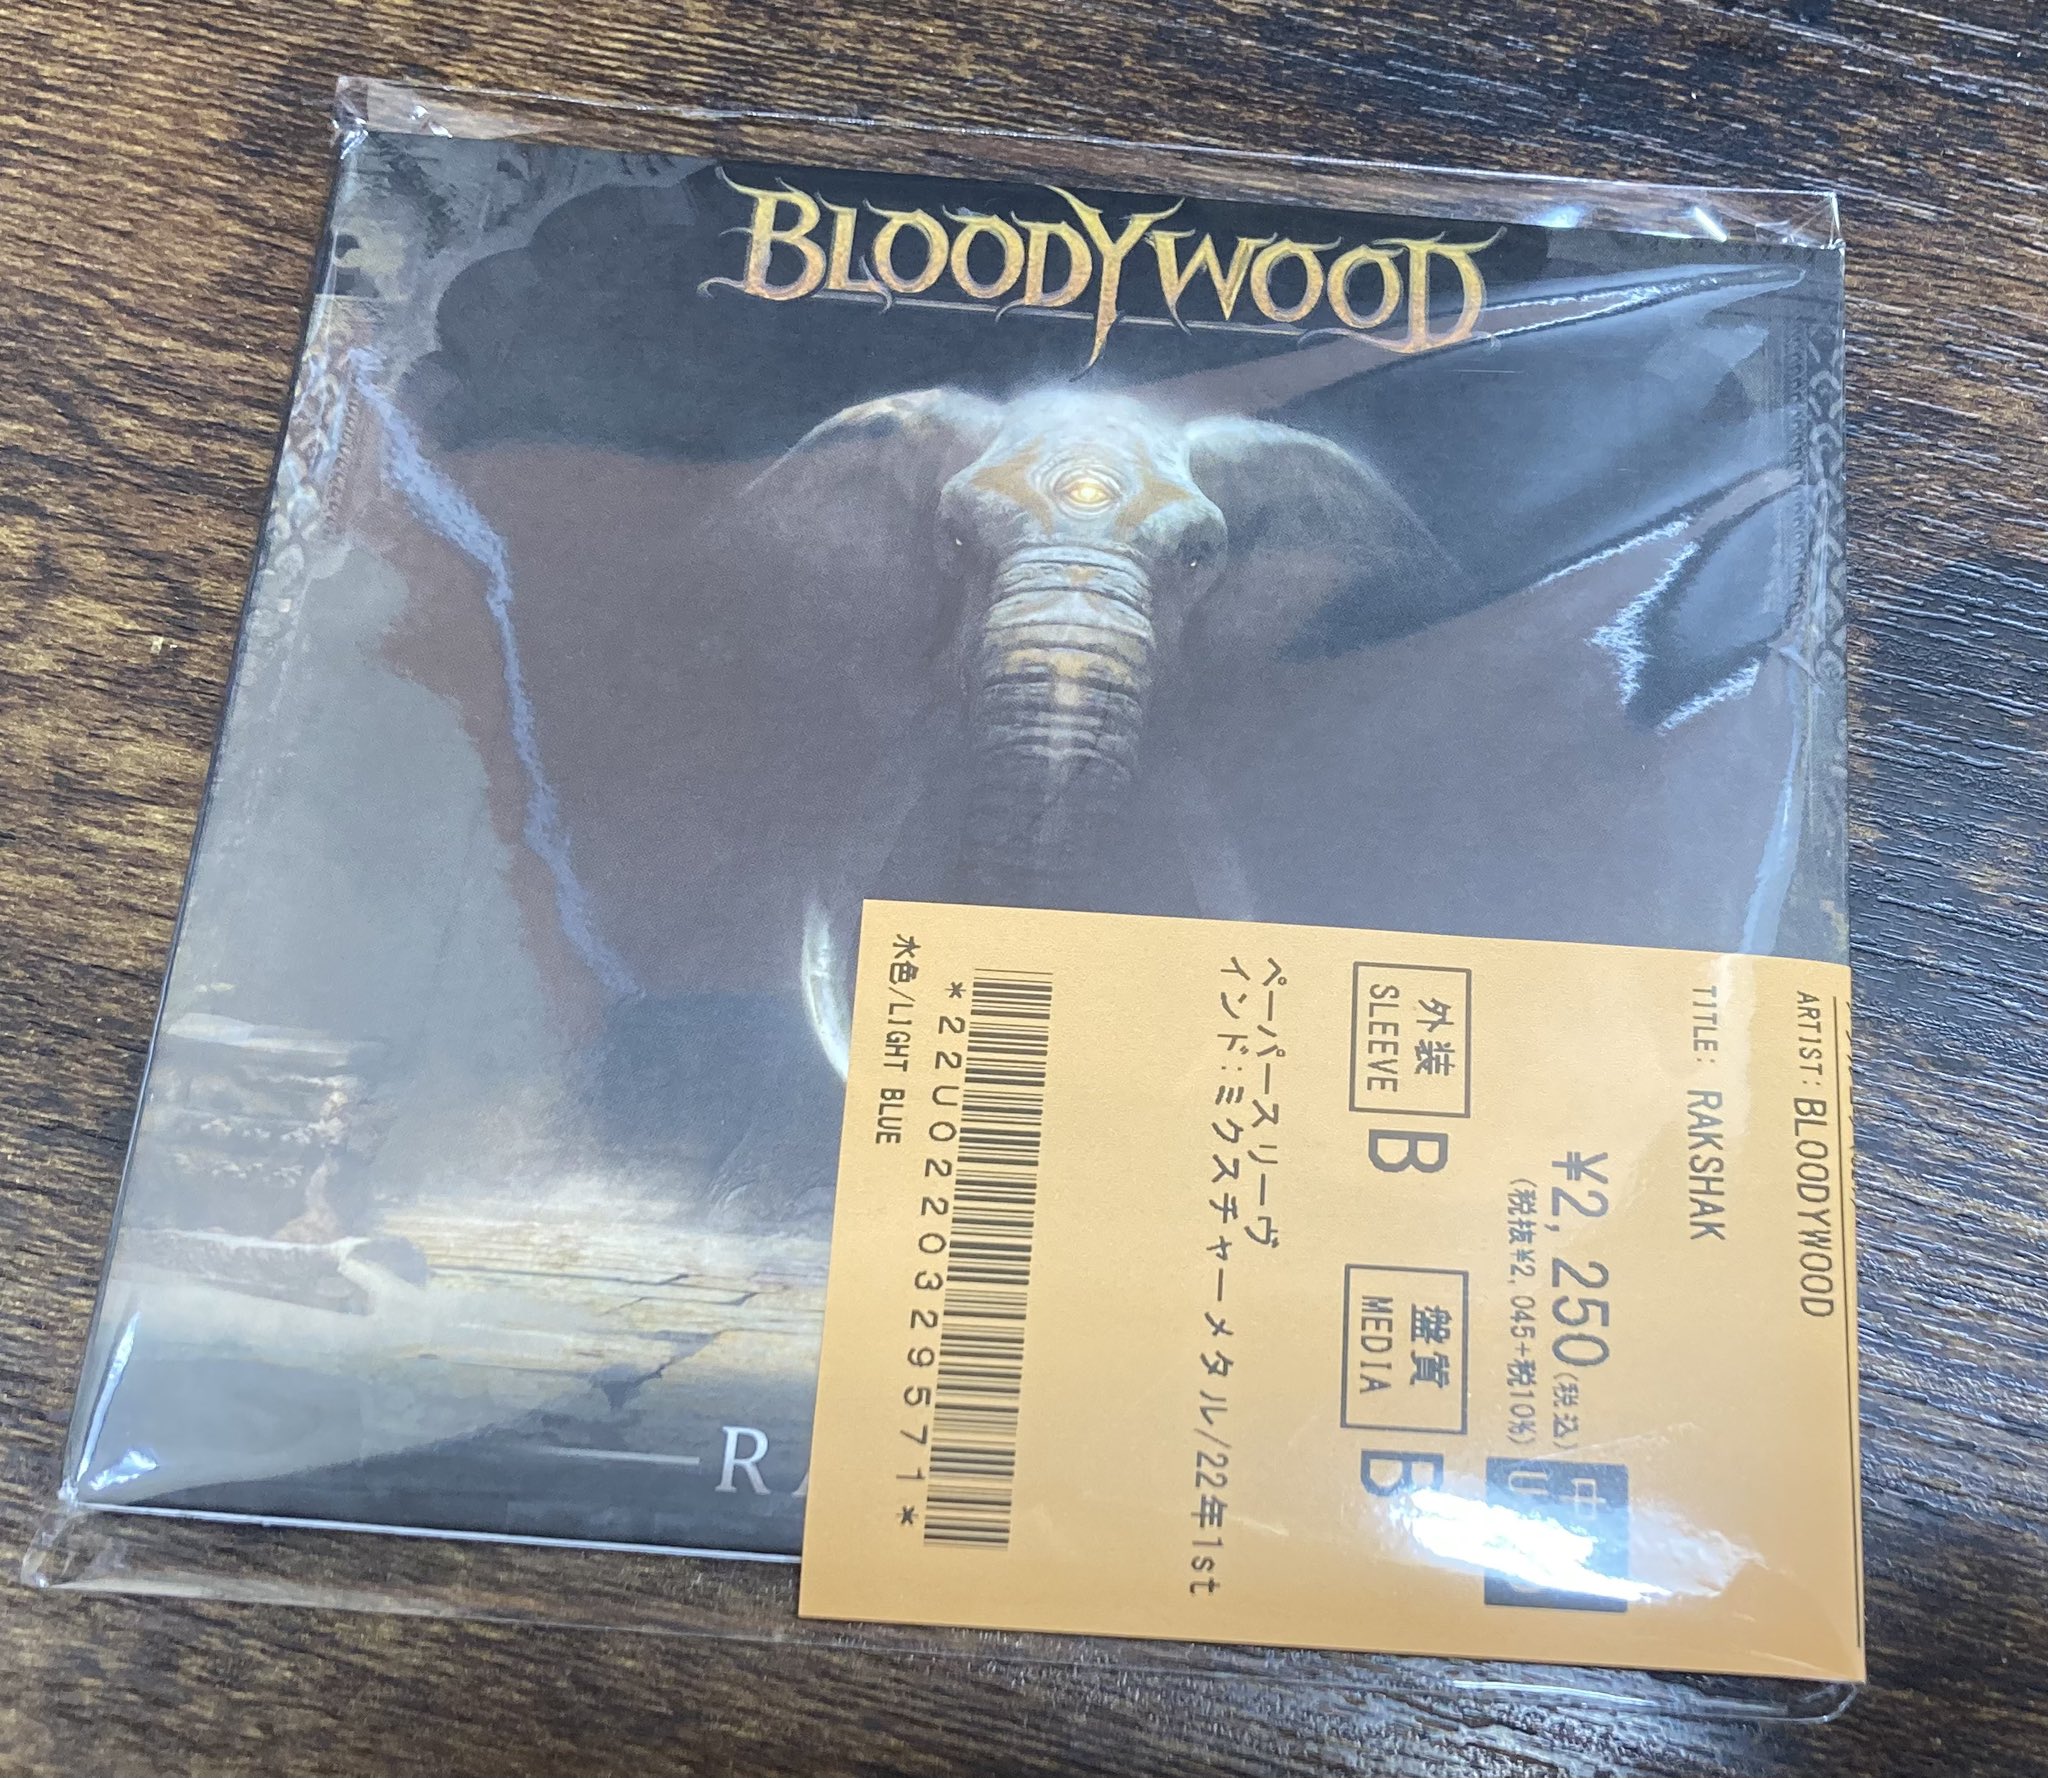 BLOODYWOOD
ARTIST: BLOODYWOOD
TITLE: RAKSHAK
¥2,250(税込)
(税抜¥2,045+税10%)
外装 SLEEVE B
盤質 MEDIA B
ペーパースリーヴ
インド:ミクスチャーメタル/22年1st
*22U0220329571*
水色/LIGHT BLUE